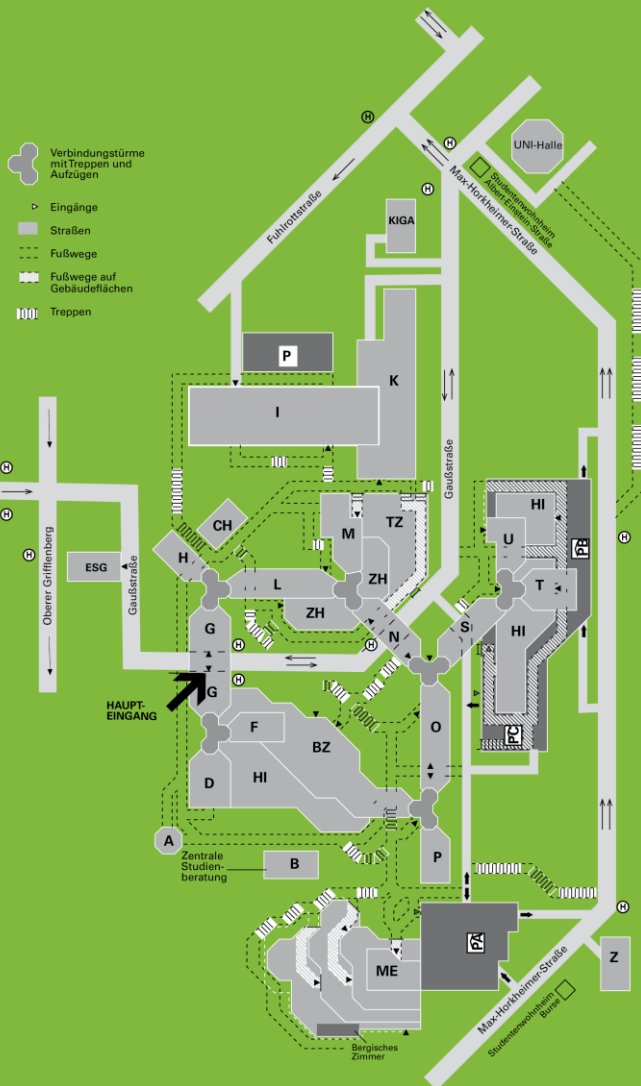 H
H
UNI-Halle
Verbindungstürme
mit Treppen und
Aufzügen
Studentenwohnheim
Albert-Einstein-Straße
Max-Horkheimer-Straße
H
Eingänge
KIGA
Straßen
Fuhlrottstraße
Fußwege
Fußwege auf
Gebäudeflächen
Treppen
P
K
I
Gaußstraße
H
H
H
Oberer Grifflenberg
Gaußstraße
ESG
CH
H
M
TZ
HI
U
PB
L
ZH
ZH
T
G
N
S
HI
H
H
H
G
HAUPT-
EINGANG
F
BZ
O
PC
D
HI
A
Zentrale
Studien-
beratung
B
P
ME
PA
H
Z
Max-Horkheimer-Straße
Studentenwohnheim
Burse
Bergisches
Zimmer